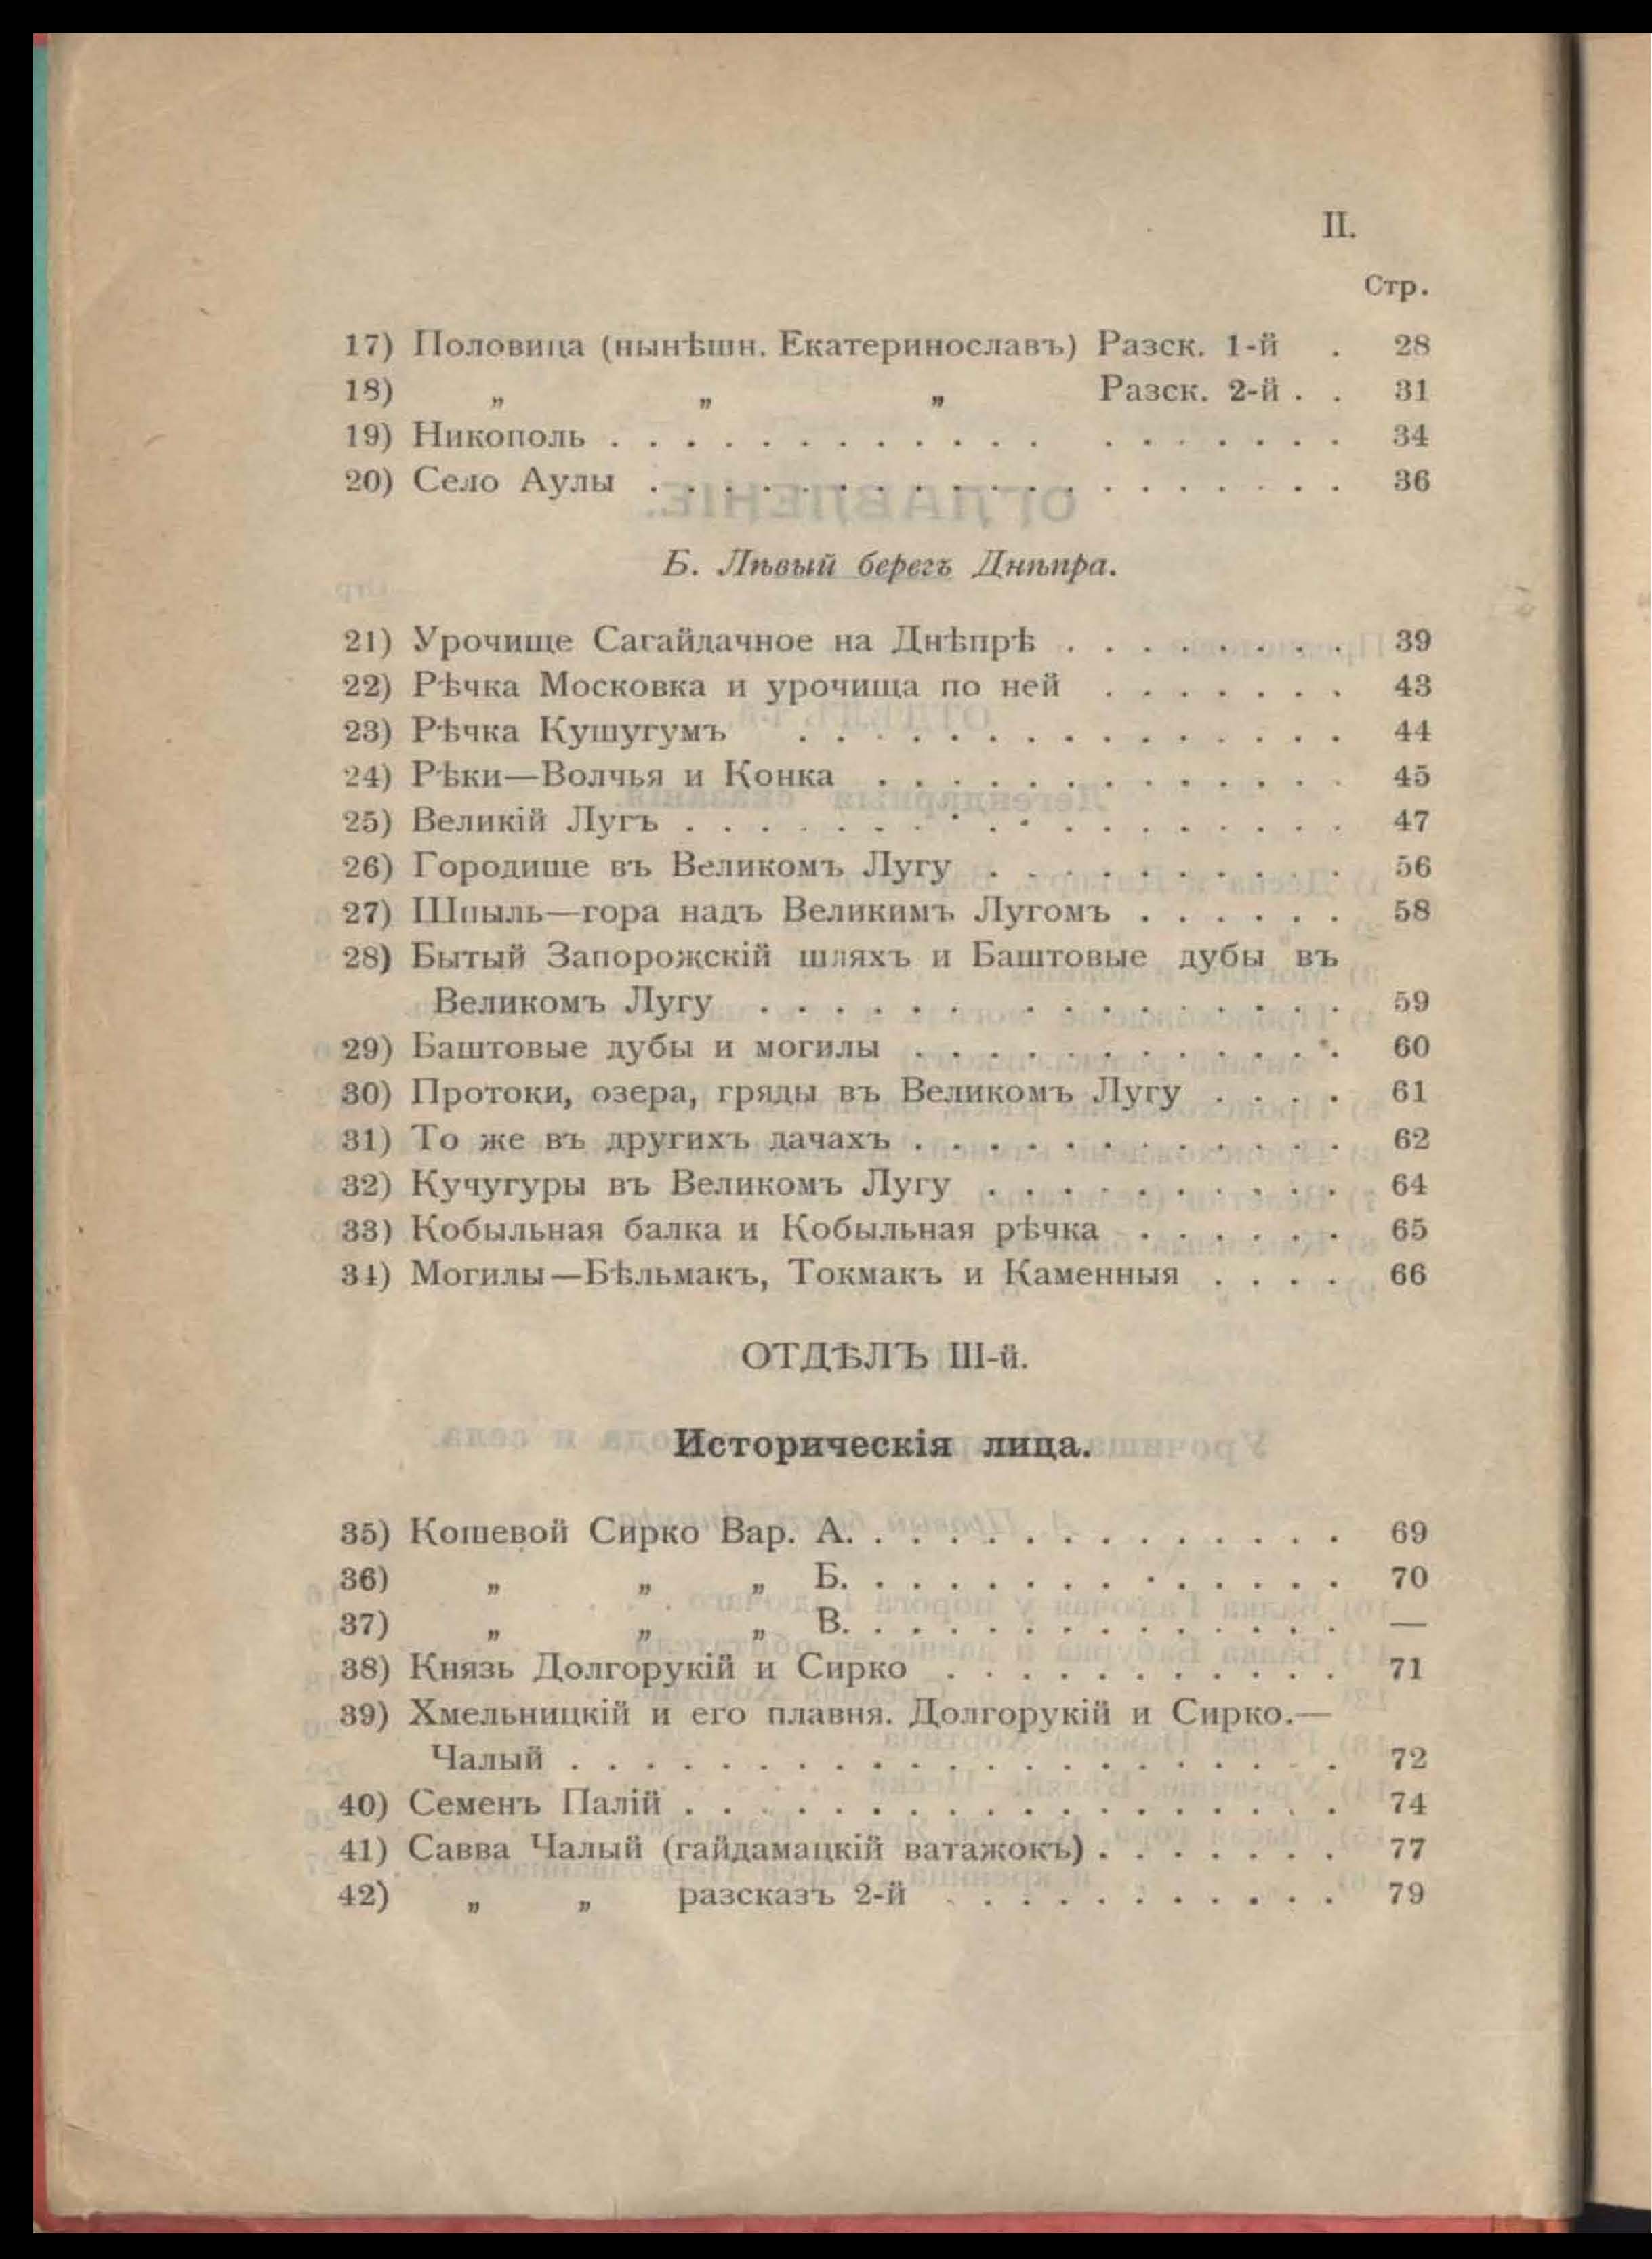 II.
Стр.
17) Половица (нынѣшн. Екатеринославъ) Разск. 1-й . 28
18) „ „ „ Разск. 2-й . . 31
19) Никополь . . . . . . . . . . . . . . . . . . . 34
20) Село Аулы . . . . . . . . . . . . . . . . . . . 36
Б. Лѣвый берегъ Днѣпра.
21) Урочище Сагайдачное на Днѣпрѣ . . . . . . . . 39
22) Рѣчка Московка и урочища по ней . . . . . . . 43
23) Рѣчка Кушугумъ . . . . . . . . . . . . . . . 44
24) Рѣки—Волчья и Конка . . . . . . . . . . . . . 45
25) Великій Лугъ . . . . . . . . . . . . . . . . . . 47
26) Городище въ Великомъ Лугу . . . . . . . . . . 56
27) Шпыль—гора надъ Великимъ Лугомъ . . . . . . 58
28) Бытый Запорожскій шляхъ и Баштовые дубы въ
Великомъ Лугу . . . . . . . . . . . . . . . 59
29) Баштовые дубы и могилы . . . . . . . . . . . . 60
30) Протоки, озера, гряды въ Великомъ Лугу . . . . 61
31) То же въ другихъ дачахъ . . . . . . . . . . . . 62
32) Кучугуры въ Великомъ Лугу . . . . . . . . . . 64
33) Кобыльная балка и Кобыльная рѣчка . . . . . . 65
34) Могилы—Бѣльмакъ, Токмакъ и Каменныя . . . . 66
ОТДѢЛЪ III-й.
Историческія лица.
35) Кошевой Сирко Вар. А. . . . . . . . . . . . . . 69
36) „ „ „ Б. . . . . . . . . . . . . . 70
37) „ „ „ В. . . . . . . . . . . . . . —
38) Князь Долгорукій и Сирко . . . . . . . . . . . 71
39) Хмельницкій и его плавня. Долгорукій и Сирко.—
Чалый . . . . . . . . . . . . . . . . . . . . . 72
40) Семенъ Палій . . . . . . . . . . . . . . . . . . 74
41) Савва Чалый (гайдамацкій ватажокъ) . . . . . . . 77
42) „ „ разсказъ 2-й . . . . . . . . . . . 79